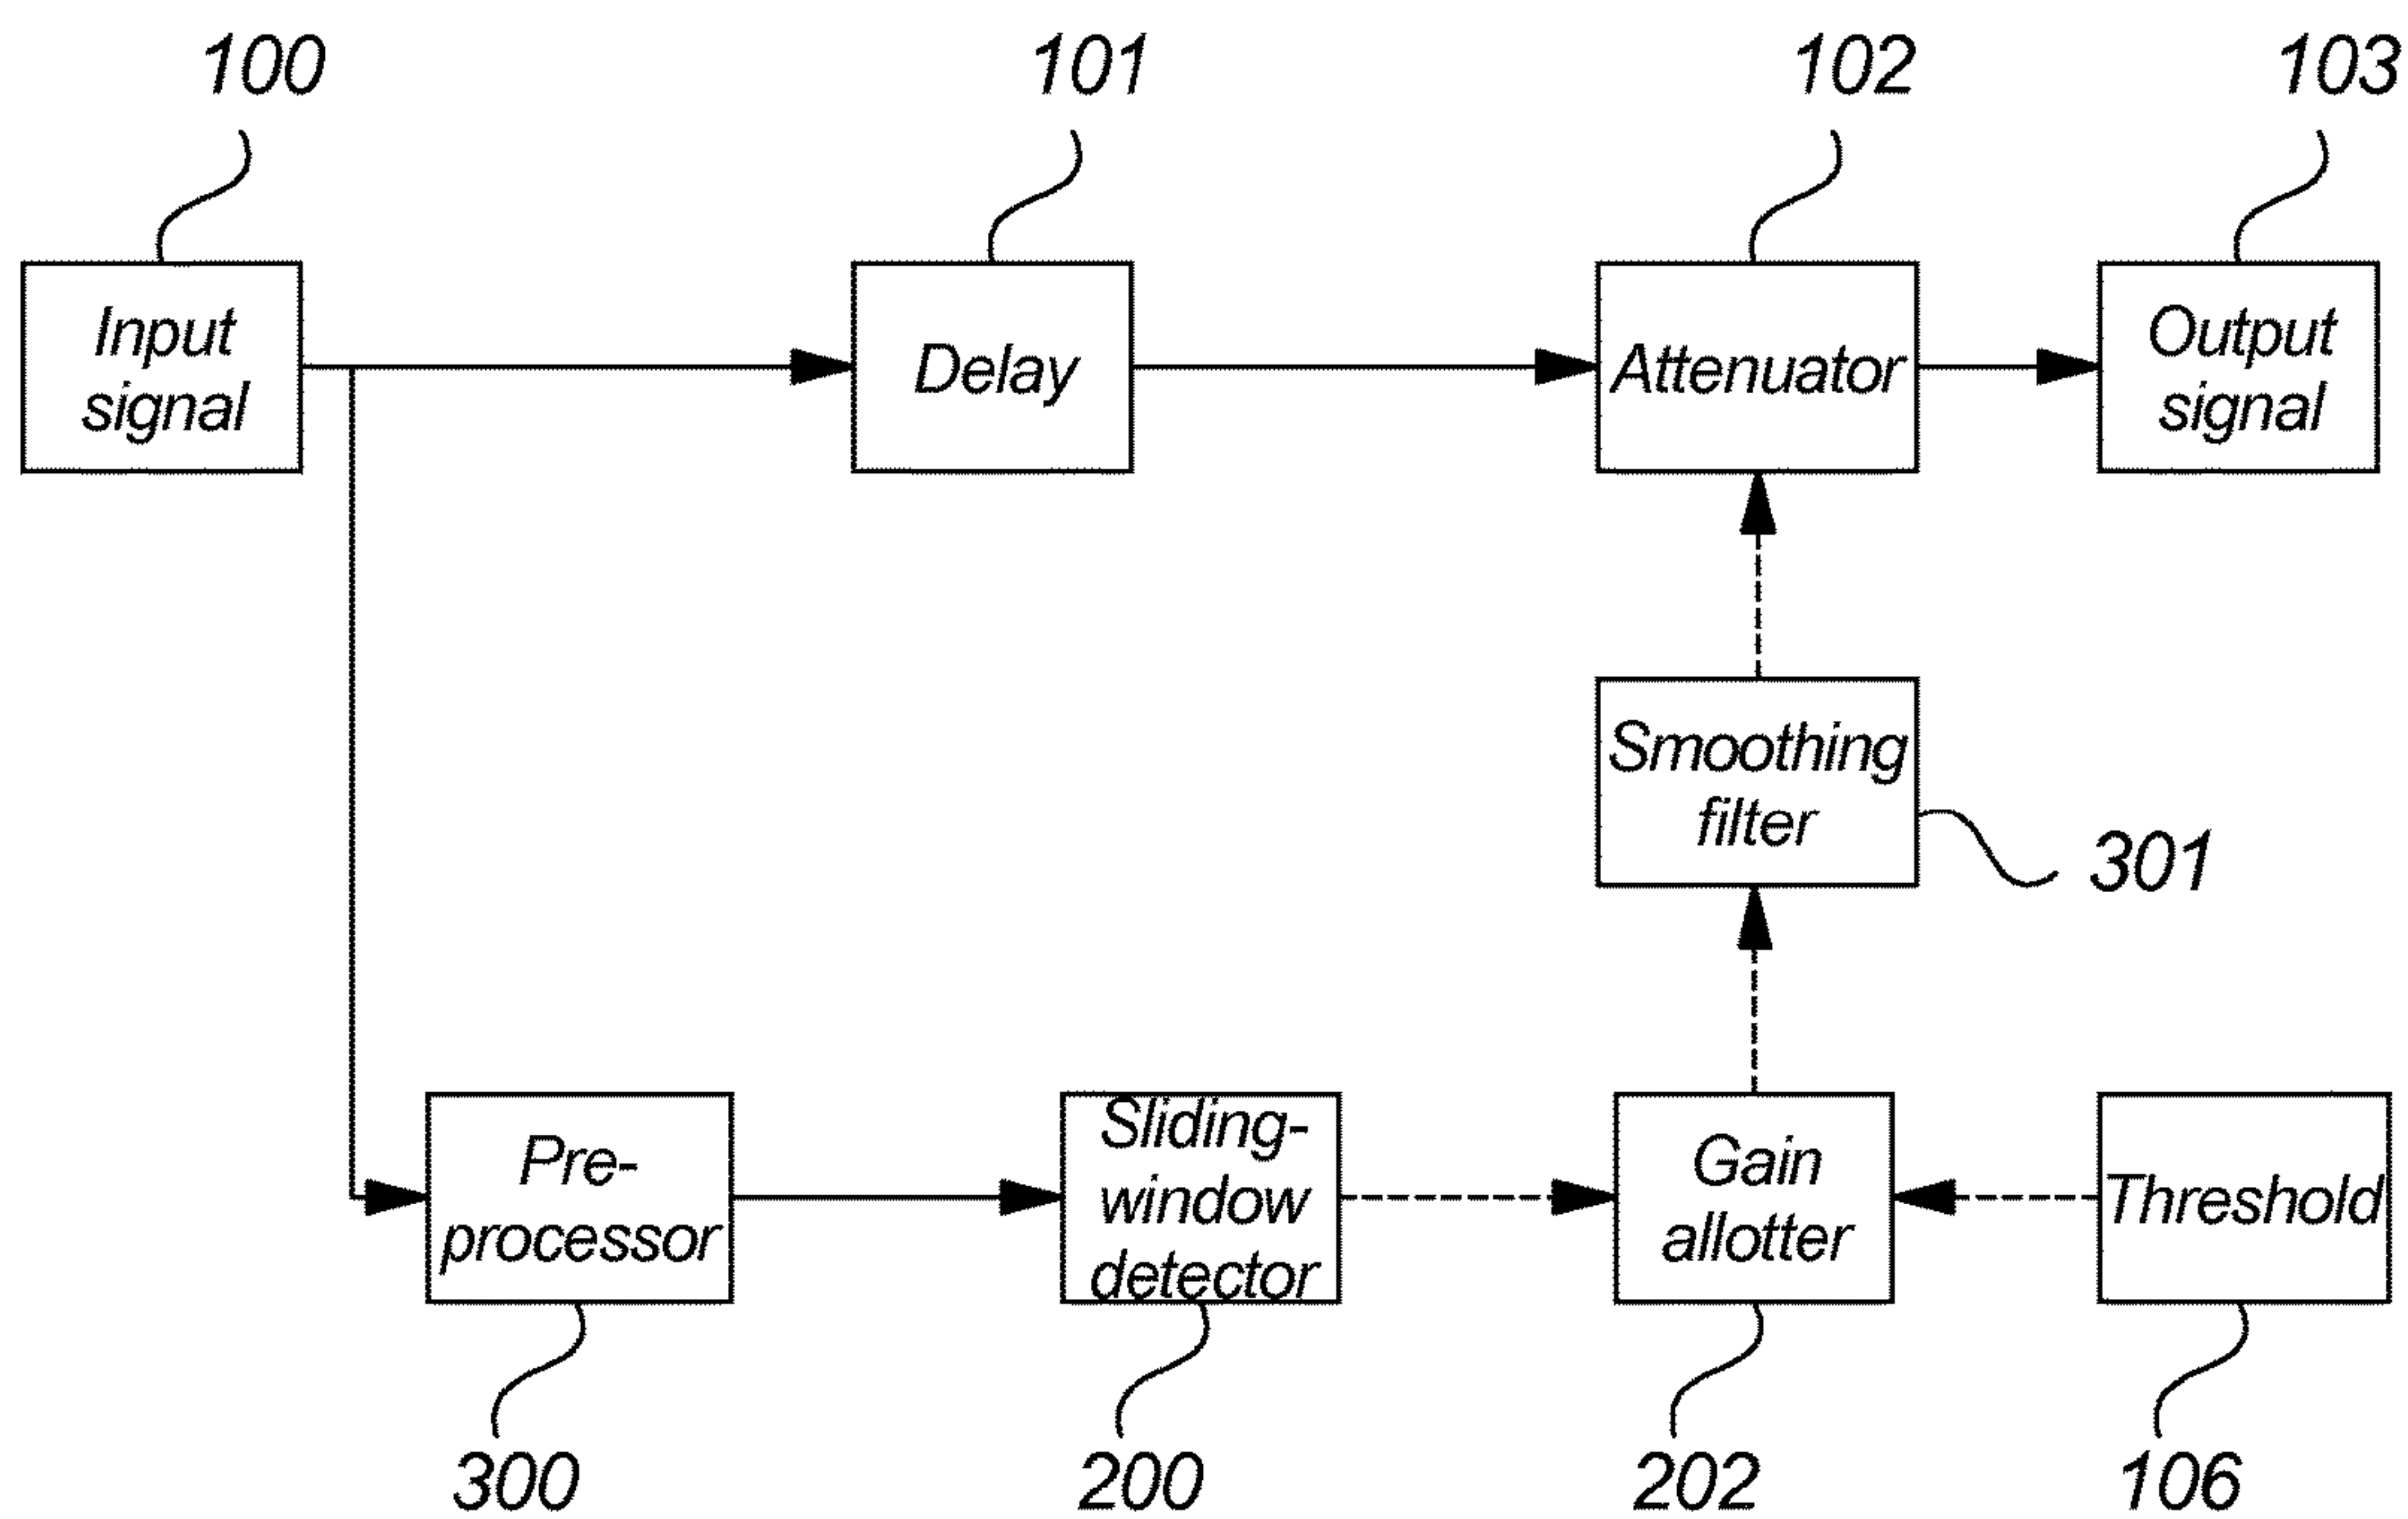 100
101
102
103
Input
signal
Delay
Attenuator
Output
signal
Smoothing
filter
301
Pre-
processor
Sliding-
window
detector
Gain
allotter
Threshold
300
200
202
106